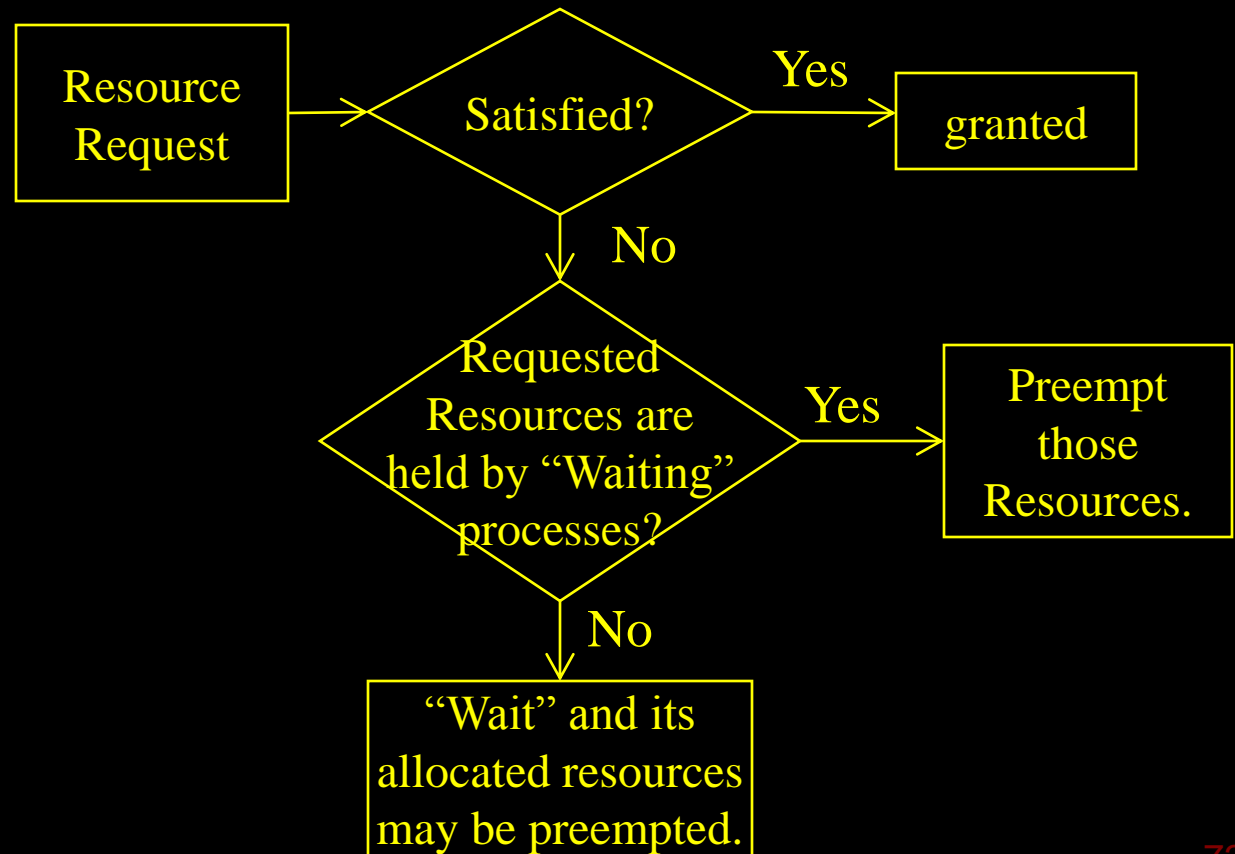 Resource
Request
Satisfied?
Yes
granted
No
Requested
Resources are
held by “Waiting”
processes?
Yes
Preempt
those
Resources.
No
“Wait” and its
allocated resources
may be preempted.